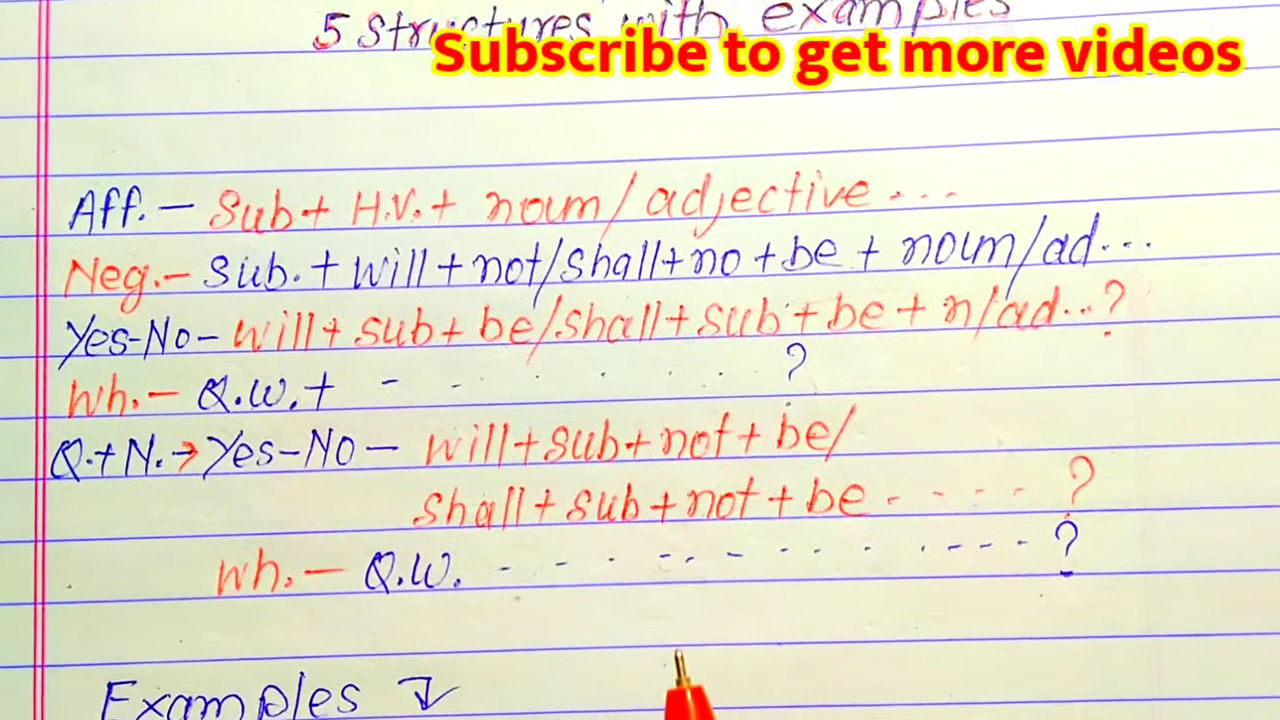 5 Structures with examples
Subscribe to get more videos
Aff. - Sub + H.V. + noun/adjective ...
Neg. - Sub. + will + not/shall + no + be + noun/ad...
Yes-No - will + sub + be/shall + sub + be + n/ad...?
Wh. - Q.W. + - - . . . . . ?
Q.+N. → Yes-No - will + sub + not + be/
shall + sub + not + be - - - - - ?
wh. - Q.W. - - - - - - - - - - - - - ?
Examples ↓